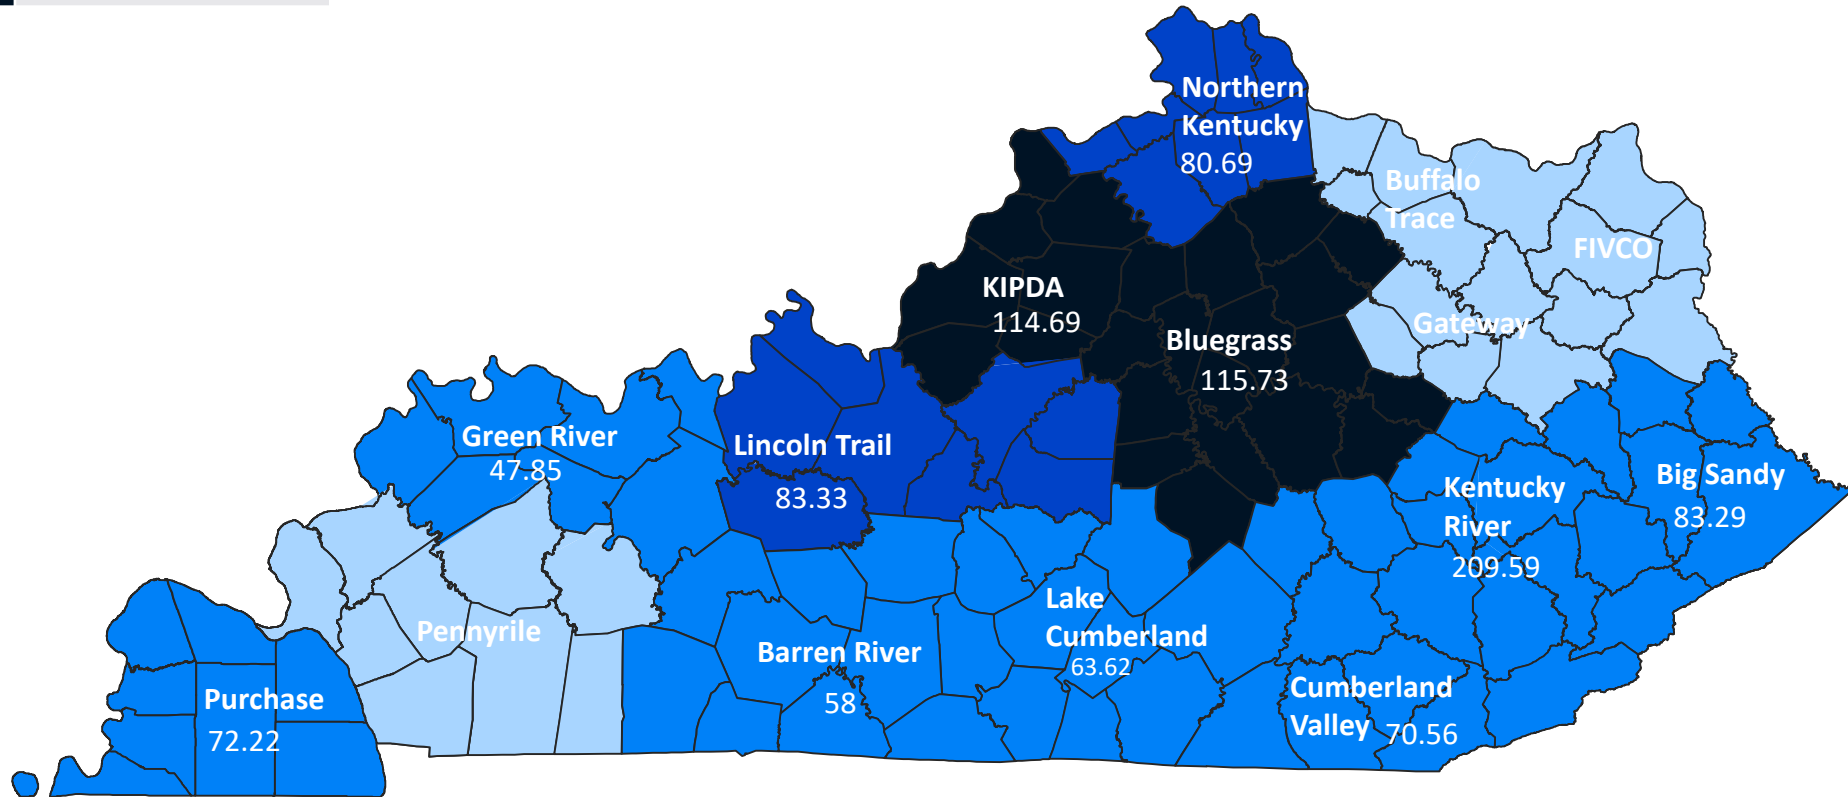 Northern
Kentucky
80.69
Buffalo
Trace
FIVCO
KIPDA
114.69
Gateway
Bluegrass
115.73
Green River
47.85
Lincoln Trail
83.33
Big Sandy
83.29
Kentucky
River
209.59
Lake
Cumberland
63.62
Pennyrile
Barren River
58
Purchase
72.22
Cumberland
Valley
70.56